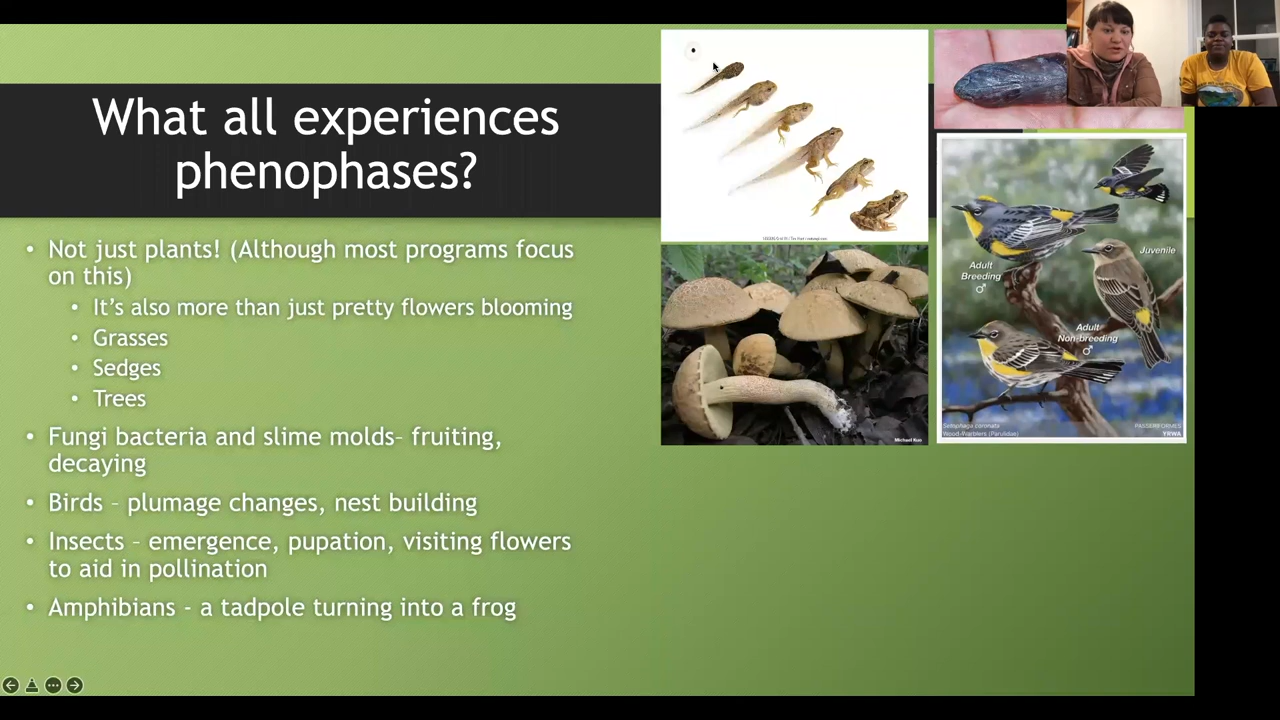 What all experiences
phenophases?
• Not just plants! (Although most programs focus
on this)
• It's also more than just pretty flowers blooming
• Grasses
• Sedges
• Trees
• Fungi bacteria and slime molds- fruiting,
decaying
• Birds - plumage changes, nest building
• Insects - emergence, pupation, visiting flowers
to aid in pollination
• Amphibians - a tadpole turning into a frog
Michael Kuo
Adult
Breeding
♂
Juvenile
Adult
Non-breeding
♂
Setophaga coronata
Wood-Warblers (Parulidae)
PASSERIFORMES
YRWA